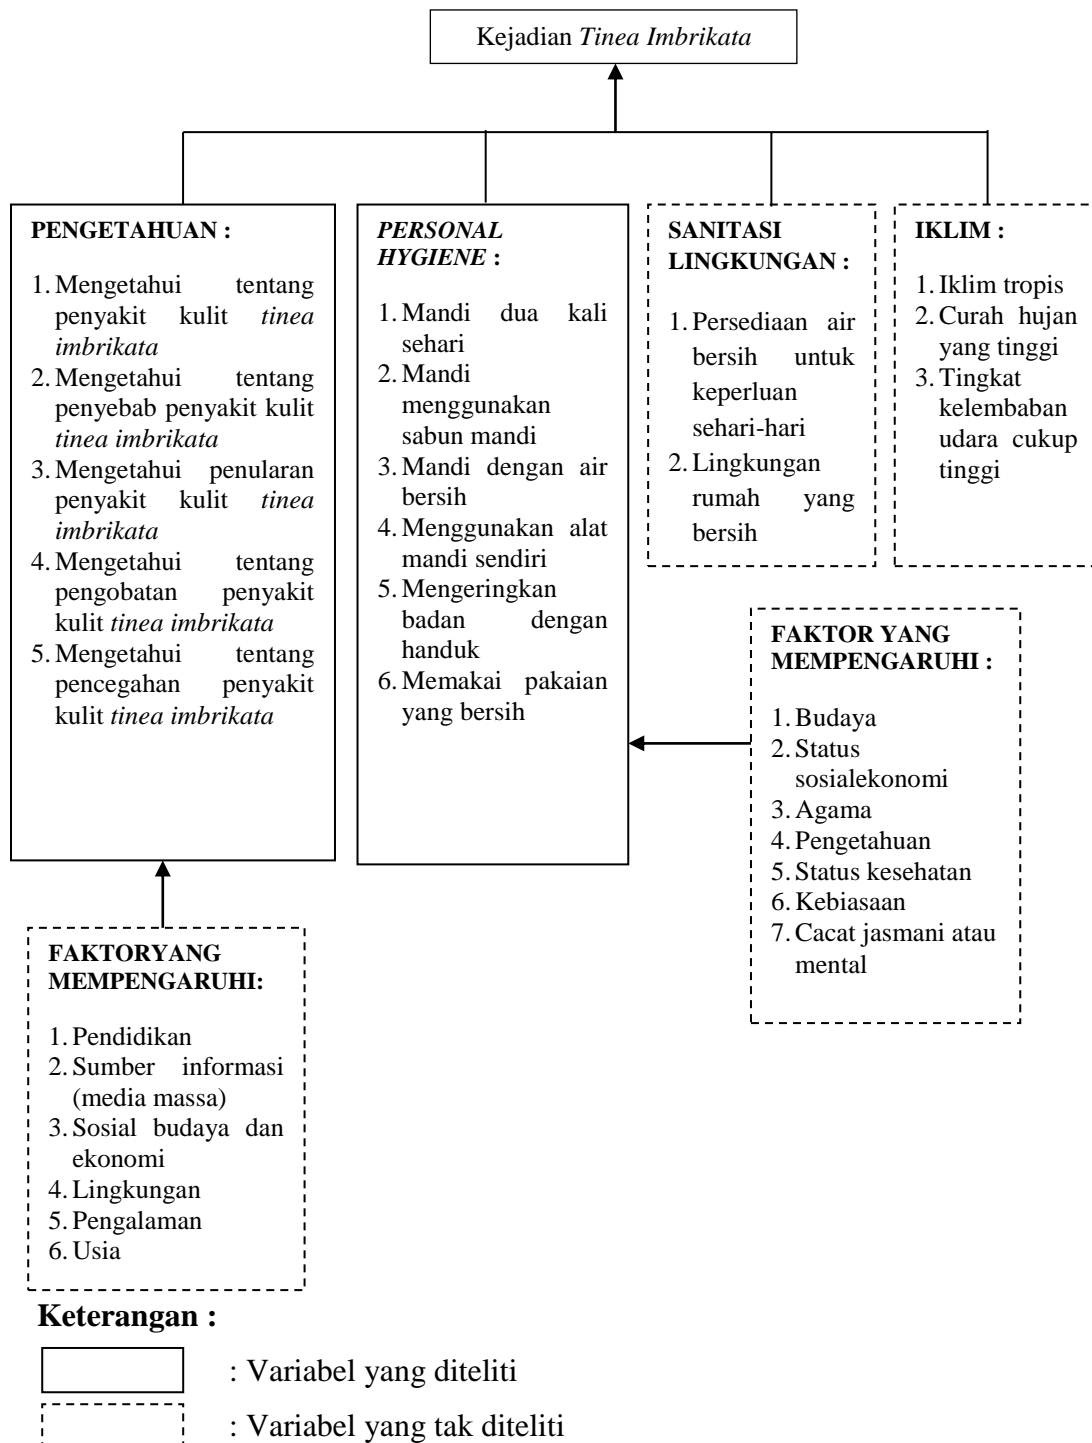 Kejadian Tinea Imbrikata
PENGETAHUAN :
1. Mengetahui tentang
penyakit kulit tinea
imbrikata
2. Mengetahui tentang
penyebab penyakit kulit
tinea imbrikata
3. Mengetahui penularan
penyakit kulit tinea
imbrikata
4. Mengetahui tentang
pengobatan penyakit
kulit tinea imbrikata
5. Mengetahui tentang
pencegahan penyakit
kulit tinea imbrikata
PERSONAL
HYGIENE :
1. Mandi dua kali
sehari
2. Mandi
menggunakan
sabun mandi
3. Mandi dengan air
bersih
4. Menggunakan alat
mandi sendiri
5. Mengeringkan
badan dengan
handuk
6. Memakai pakaian
yang bersih
SANITASI
LINGKUNGAN :
1. Persediaan air
bersih untuk
keperluan
sehari-hari
2. Lingkungan
rumah yang
bersih
IKLIM :
1. Iklim tropis
2. Curah hujan
yang tinggi
3. Tingkat
kelembaban
udara cukup
tinggi
FAKTOR YANG
MEMPENGARUHI :
1. Budaya
2. Status
sosialekonomi
3. Agama
4. Pengetahuan
5. Status kesehatan
6. Kebiasaan
7. Cacat jasmani atau
mental
FAKTORYANG
MEMPENGARUHI:
1. Pendidikan
2. Sumber informasi
(media massa)
3. Sosial budaya dan
ekonomi
4. Lingkungan
5. Pengalaman
6. Usia
Keterangan :
: Variabel yang diteliti
: Variabel yang tak diteliti